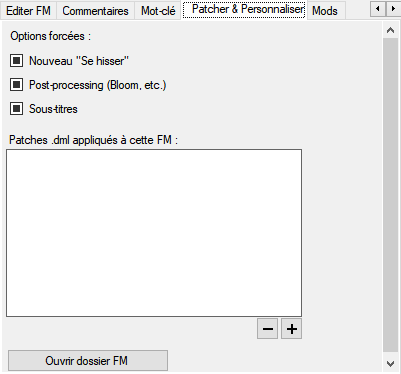 Editer FM Commentaires Mot-clé Patcher & Personnaliser Mods
Options forcées :
Nouveau "Se hisser"
Post-processing (Bloom, etc.)
Sous-titres
Patches .dml appliqués à cette FM :
Ouvrir dossier FM